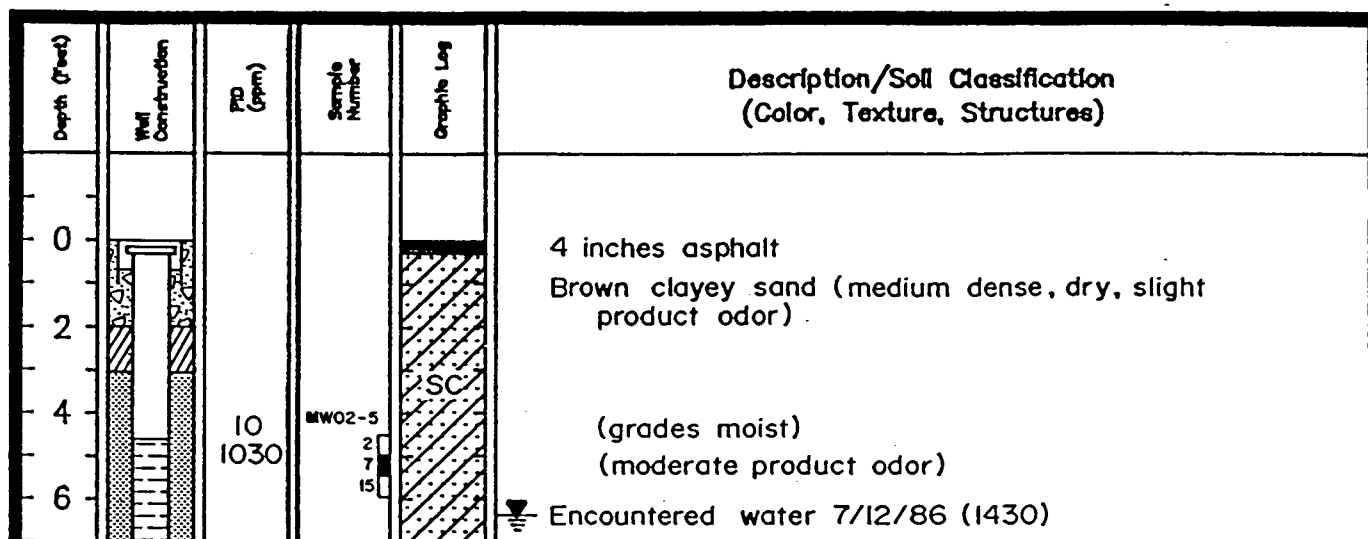 Depth (Feet)
Well Construction
PID (ppm)
Sample Number
Graphic Log
Description/Soil Classification
(Color, Texture, Structures)
0
4 inches asphalt
Brown clayey sand (medium dense, dry, slight
product odor)
2
SC
4
10
MW02-5
(grades moist)
1030
2
7
(moderate product odor)
15
6
Encountered water 7/12/86 (1430)